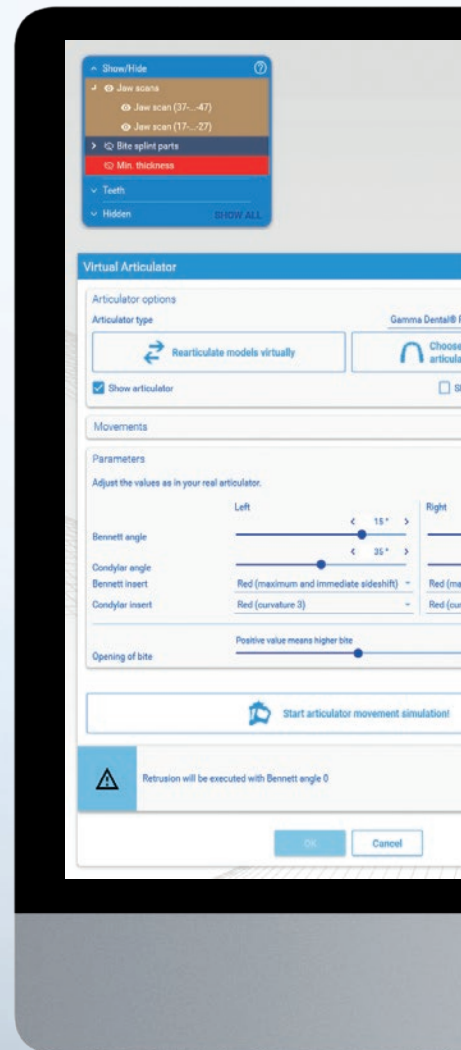 Show/Hide
Jaw scans
Jaw scan (37-...-47)
Jaw scan (17-...-27)
Bite splint parts
Min. thickness
Teeth
Hidden SHOW ALL
Virtual Articulator
Articulator options
Articulator type Gamma Dental®
Rearticulate models virtually
Choose
Show articulator
Movements
Parameters
Adjust the values as in your real articulator.
Left Right
Bennett angle 15°
Condylar angle 35°
Bennett insert Red (maximum and immediate sideshift) Red
Condylar insert Red (curvature 3) Red
Positive value means higher bite
Opening of bite
Start articulator movement simulation!
Retrusion will be executed with Bennett angle 0
OK Cancel